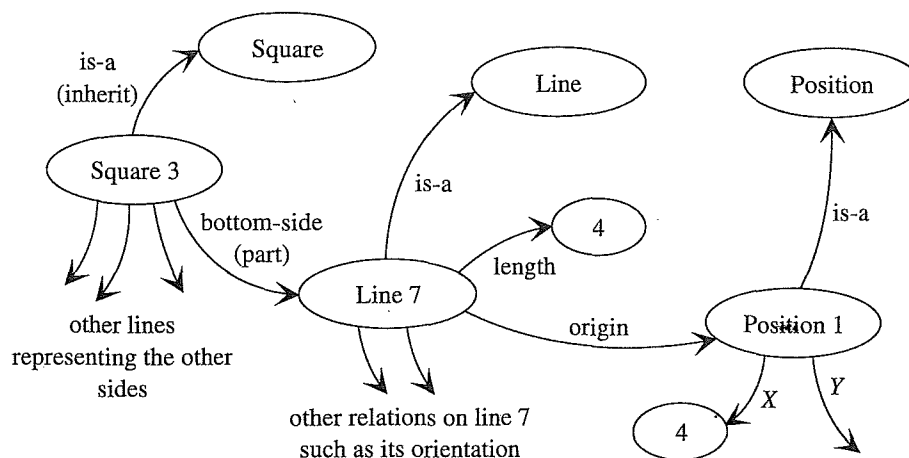 Square
is-a
(inherit)
Line
Position
Square 3
is-a
is-a
bottom-side
(part)
4
length
Line 7
origin
Position 1
other lines
representing the other
sides
X
Y
4
other relations on line 7
such as its orientation